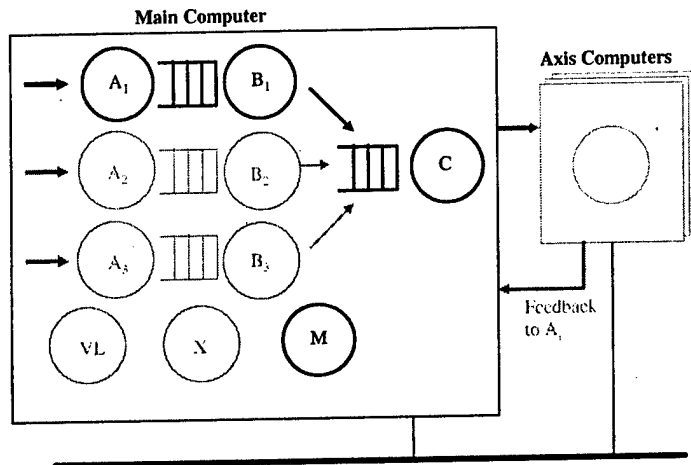 Main Computer
Axis Computers
A₁
B₁
A₂
B₂
C
A₃
B₃
VL
X
M
Feedback
to A₁